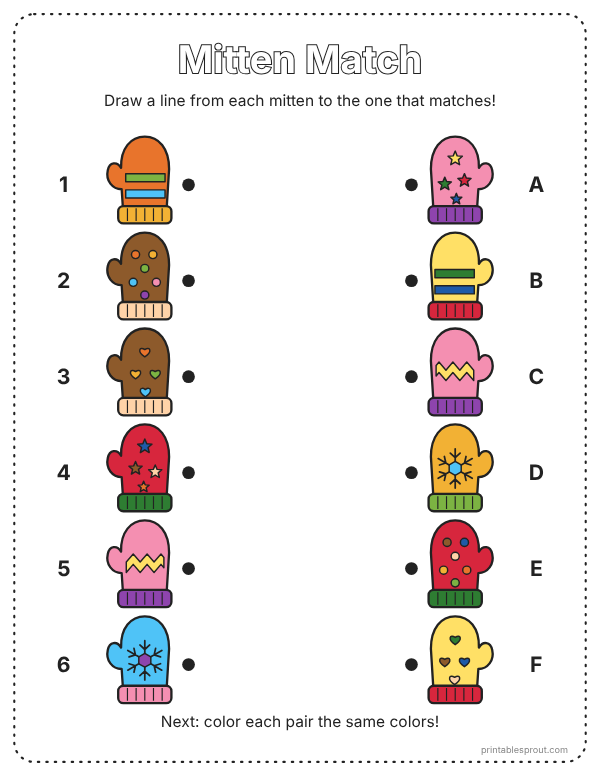 Mitten Match
Draw a line from each mitten to the one that matches!
1 A
2 B
3 C
4 D
5 E
6 F
Next: color each pair the same colors!
printablesprout.com